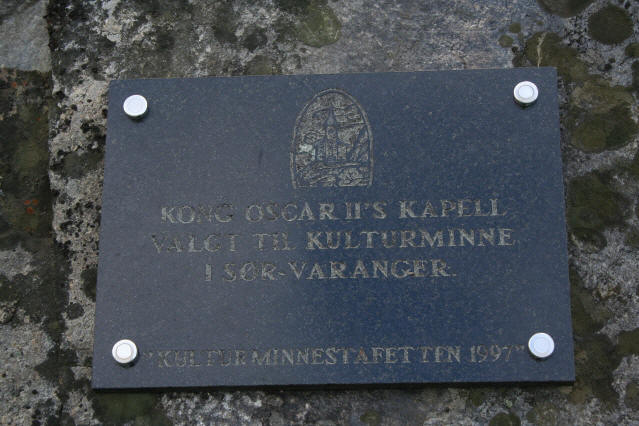 KONG OSCAR II'S KAPELL
VALGT TIL KULTURMINNE
I SØR-VARANGER.
"KULTURMINNESTAFETTEN 1997"